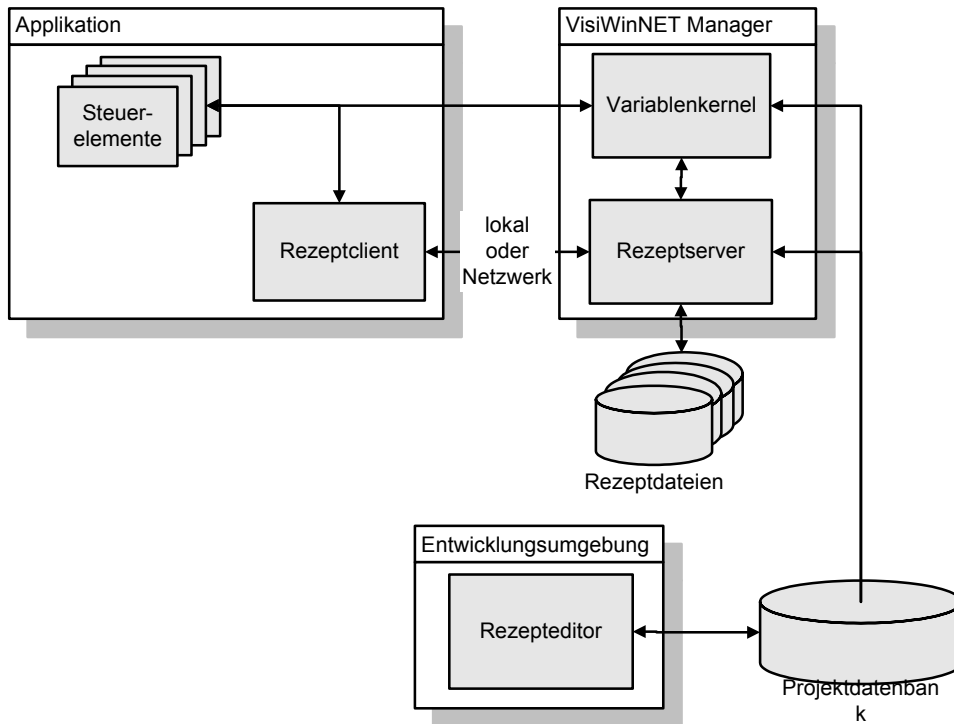 Applikation
VisiWinNET Manager
Steuer-
elemente
Variablenkernel
Rezeptclient
lokal
oder
Netzwerk
Rezeptserver
Rezeptdateien
Entwicklungsumgebung
Rezepteditor
Projektdatenban
k